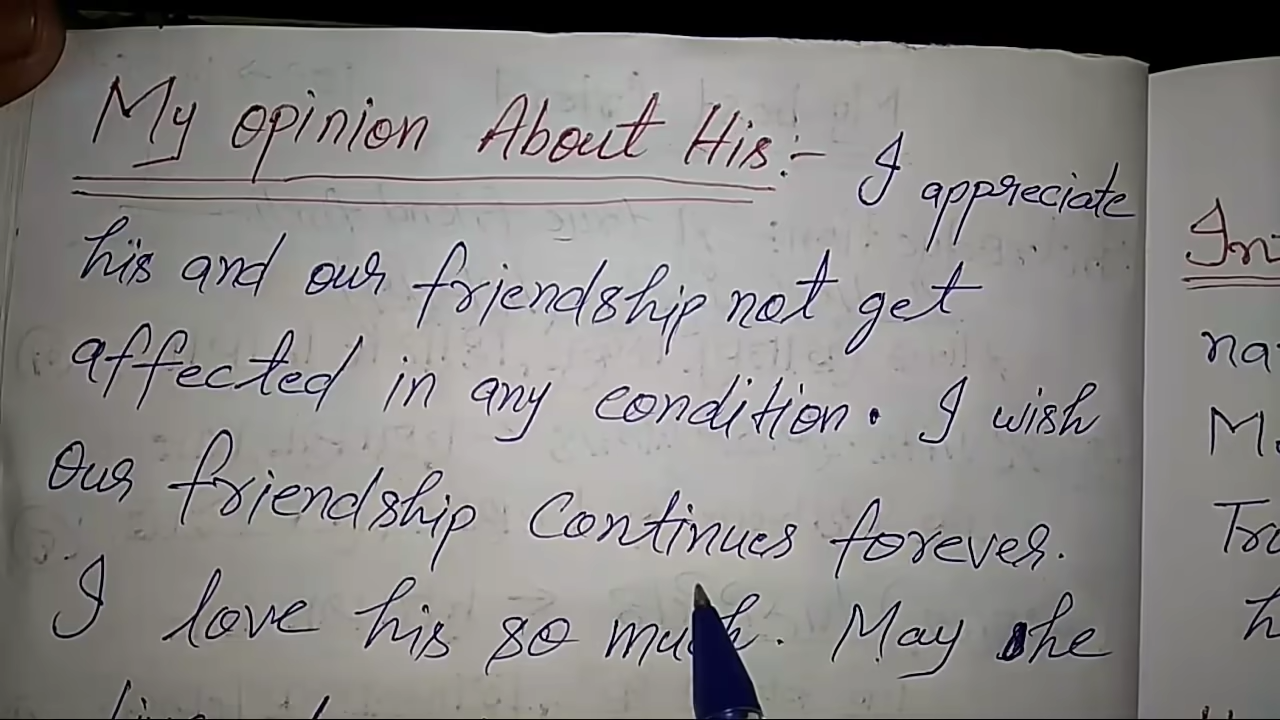 My opinion About His:- I appreciate
his and our friendship not get
affected in any condition. I wish
Our friendship Continues forever.
I love his so much. May she